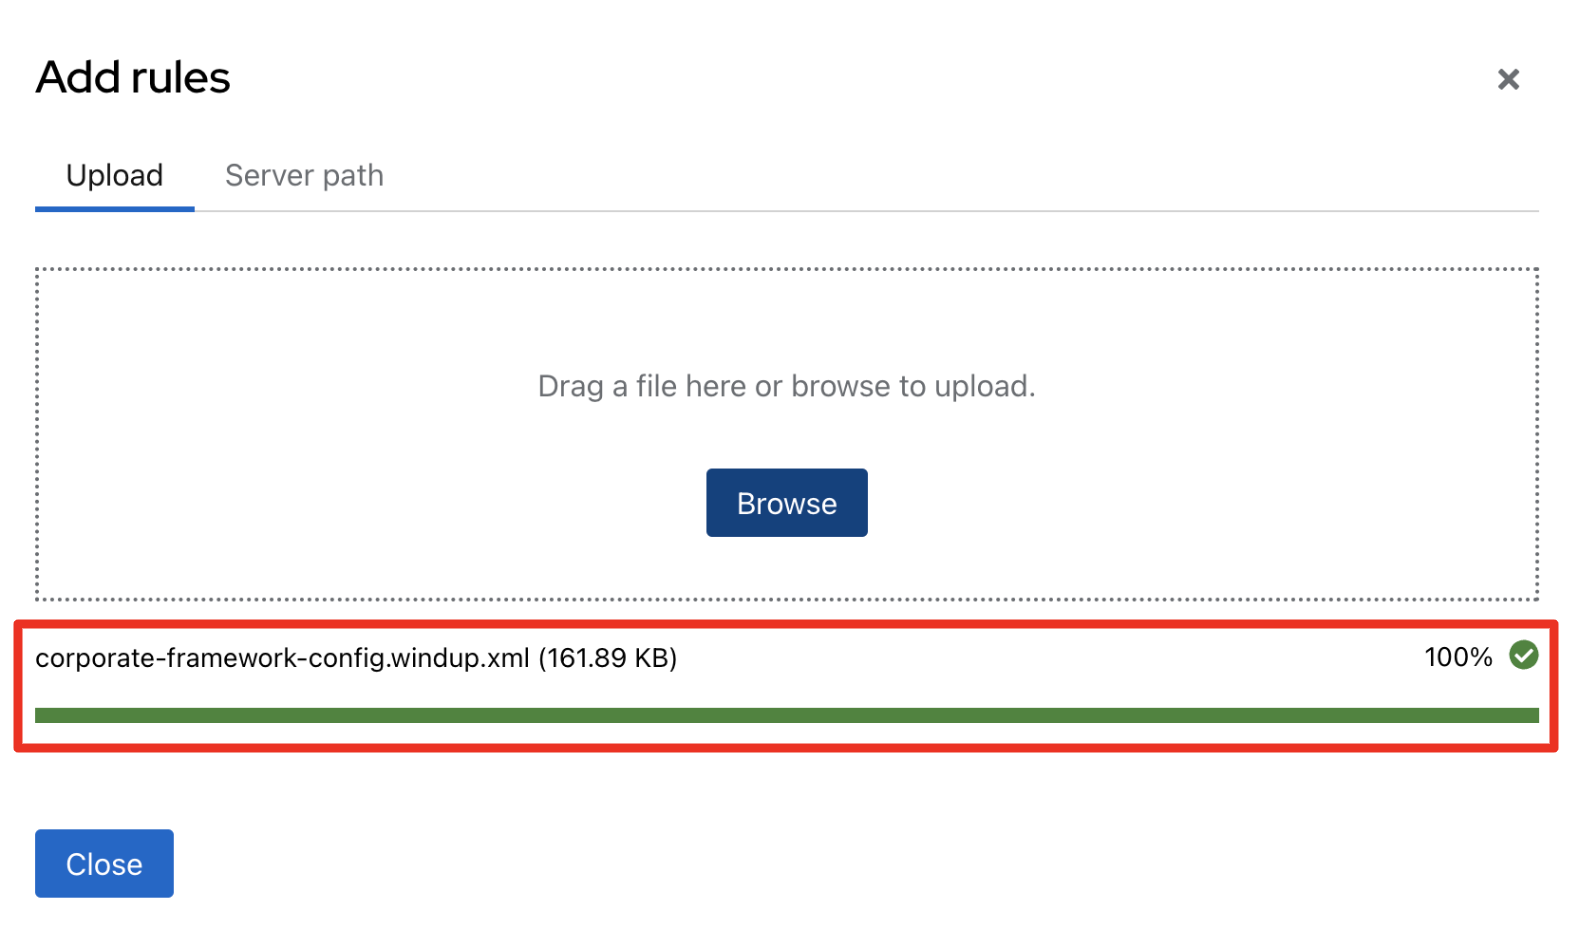 Add rules
Upload
Server path
Drag a file here or browse to upload.
Browse
corporate-framework-config.windup.xml (161.89 KB)
100%
Close